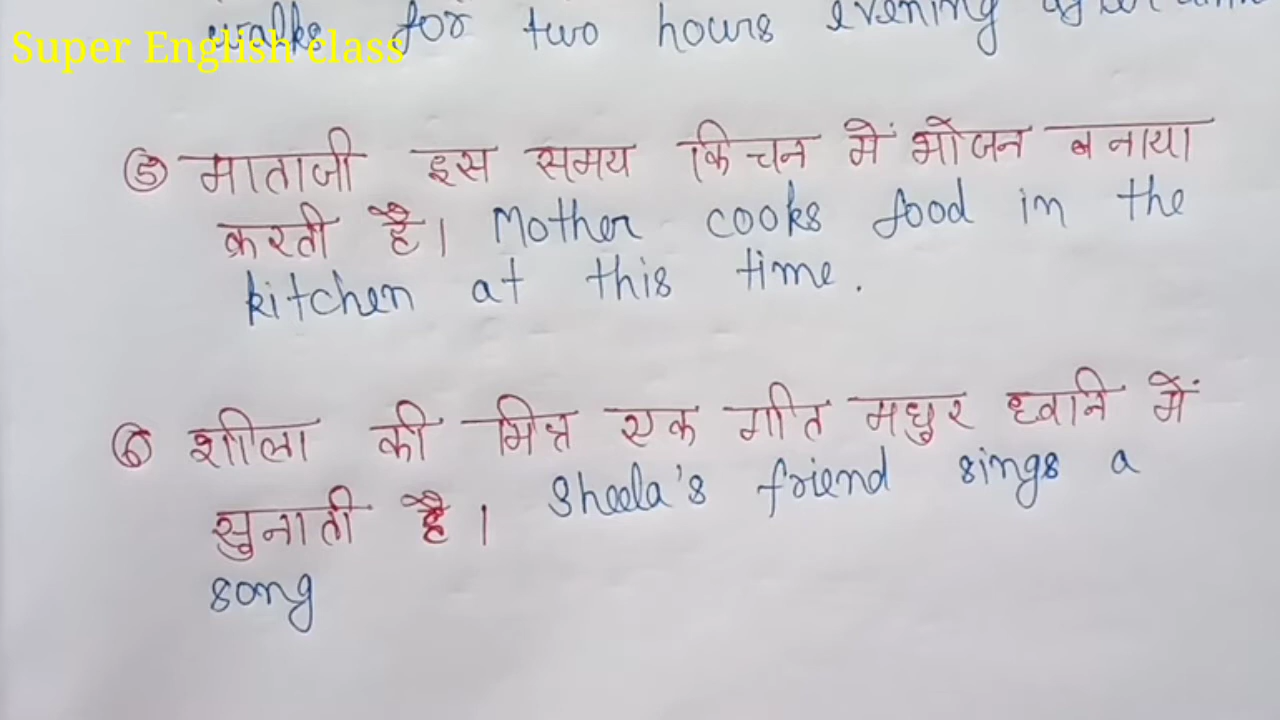 walks for two hours evening
Super English class
⑤ माताजी इस समय किचन में भोजन बनाया
करती है। Mother cooks food in the
kitchen at this time.
⑥ शीला की मित्र एक गीत मधुर ध्वनि में
सुनाती है। Sheela's friend sings a
song